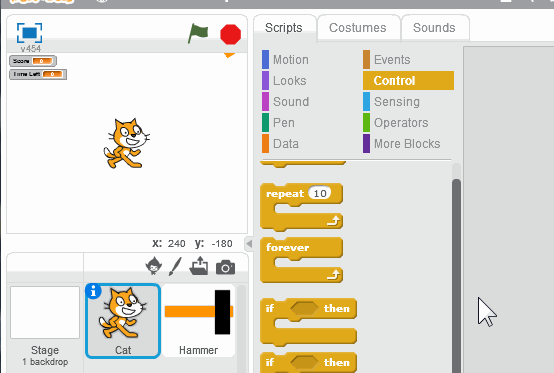 Scripts Costumes Sounds
v454
Score 0
Time Left 0
Motion Events
Looks Control
Sound Sensing
Pen Operators
Data More Blocks
repeat 10
forever
if then
if then
x: 240 y: -180
Stage
1 backdrop
Cat
Hammer